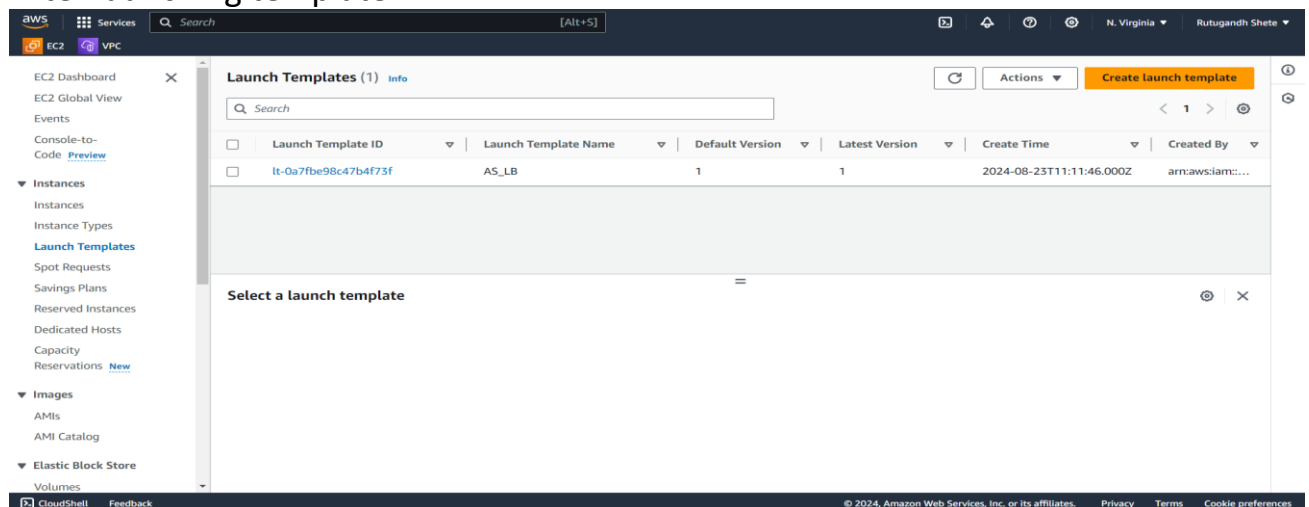 aws Services Search [Alt+S] N. Virginia Rutugandh Shete
EC2 VPC
EC2 Dashboard
EC2 Global View
Events
Console-to-
Code Preview
Instances
Instances
Instance Types
Launch Templates
Spot Requests
Savings Plans
Reserved Instances
Dedicated Hosts
Capacity
Reservations New
Images
AMIs
AMI Catalog
Elastic Block Store
Volumes
Launch Templates (1) Info Actions Create launch template
Search
1
Launch Template ID Launch Template Name Default Version Latest Version Create Time Created By
lt-0a7fbe98c47b4f73f AS_LB 1 1 2024-08-23T11:11:46.000Z arn:aws:iam::...
Select a launch template
CloudShell Feedback © 2024, Amazon Web Services, Inc. or its affiliates. Privacy Terms Cookie preferences